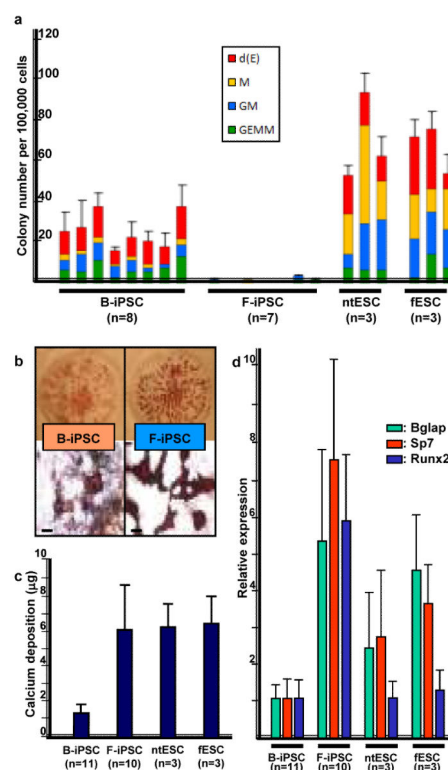 a
Colony number per 100,000 cells
120
100
80
60
40
20
d(E)
M
GM
GEMM
B-iPSC
(n=8)
F-iPSC
(n=7)
ntESC
(n=3)
fESC
(n=3)
b
B-iPSC
F-iPSC
c
Calcium deposition (µg)
10
8
6
4
2
0
B-iPSC
(n=11)
F-iPSC
(n=10)
ntESC
(n=3)
fESC
(n=3)
d
Relative expression
10
8
6
4
2
: Bglap
: Sp7
: Runx2
B-iPSC
(n=11)
F-iPSC
(n=10)
ntESC
(n=3)
fESC
(n=3)